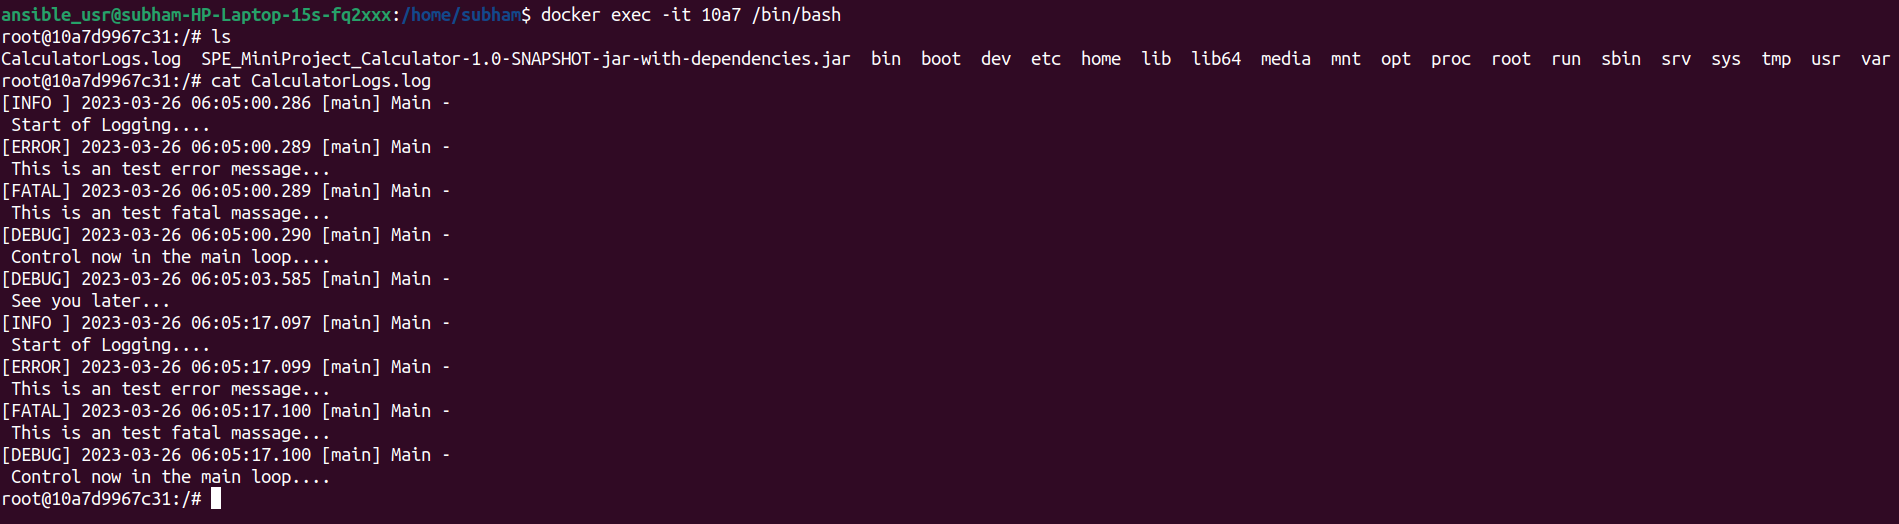 ansible_usr@subham-HP-Laptop-15s-fq2xxx:/home/subham$ docker exec -it 10a7 /bin/bash
root@10a7d9967c31:/# ls
CalculatorLogs.log  SPE_MiniProject_Calculator-1.0-SNAPSHOT-jar-with-dependencies.jar  bin  boot  dev  etc  home  lib  lib64  media  mnt  opt  proc  root  run  sbin  srv  sys  tmp  usr  var
root@10a7d9967c31:/# cat CalculatorLogs.log
[INFO ] 2023-03-26 06:05:00.286 [main] Main -
 Start of Logging....
[ERROR] 2023-03-26 06:05:00.289 [main] Main -
 This is an test error message...
[FATAL] 2023-03-26 06:05:00.289 [main] Main -
 This is an test fatal massage...
[DEBUG] 2023-03-26 06:05:00.290 [main] Main -
 Control now in the main loop....
[DEBUG] 2023-03-26 06:05:03.585 [main] Main -
 See you later...
[INFO ] 2023-03-26 06:05:17.097 [main] Main -
 Start of Logging....
[ERROR] 2023-03-26 06:05:17.099 [main] Main -
 This is an test error message...
[FATAL] 2023-03-26 06:05:17.100 [main] Main -
 This is an test fatal massage...
[DEBUG] 2023-03-26 06:05:17.100 [main] Main -
 Control now in the main loop....
root@10a7d9967c31:/#